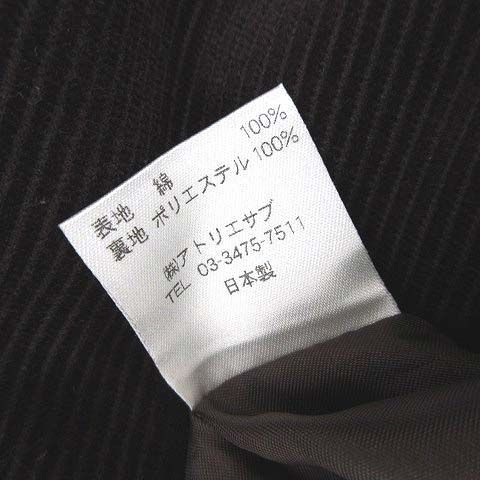 表地　綿　100%
裏地 ポリエステル 100%
㈱アトリエサブ
TEL 03-3475-7511
日本製